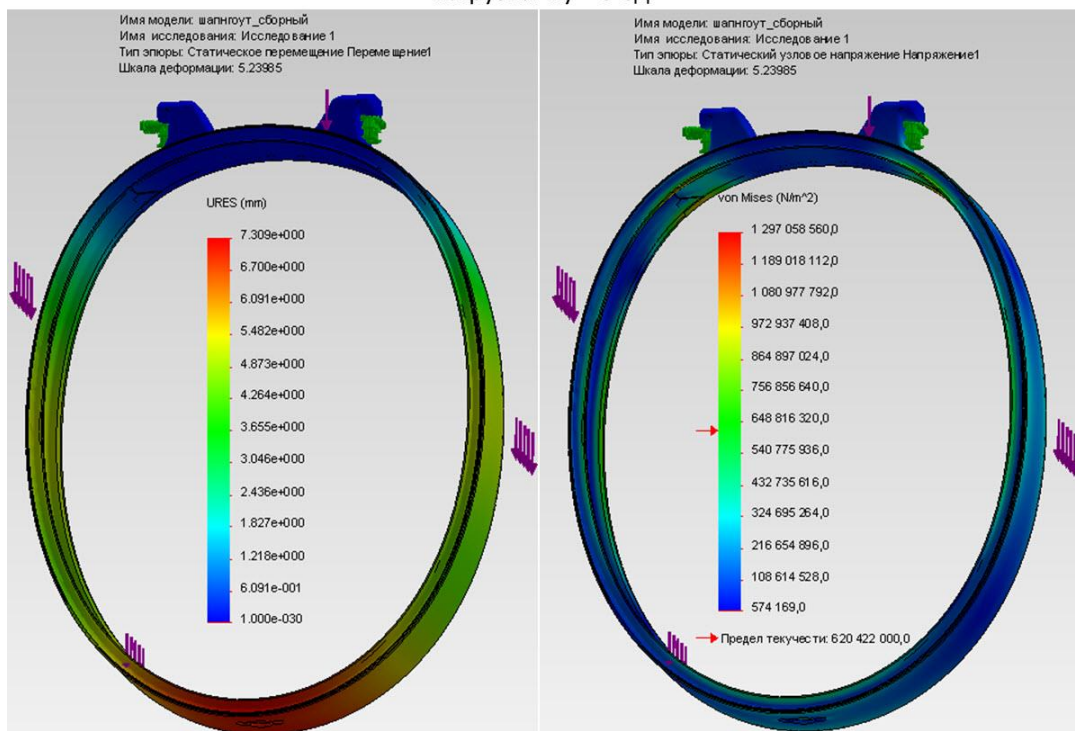 Имя модели: шапнгоут_сборный
Имя исследования: Исследование 1
Тип эпюры: Статическое перемещение Перемещение1
Шкала деформации: 5.23985
URES (mm)
7.309e+000
6.700e+000
6.091e+000
5.482e+000
4.873e+000
4.264e+000
3.655e+000
3.046e+000
2.436e+000
1.827e+000
1.218e+000
6.091e-001
1.000e-030
Имя модели: шапнгоут_сборный
Имя исследования: Исследование 1
Тип эпюры: Статический узловое напряжение Напряжение1
Шкала деформации: 5.23985
von Mises (N/m^2)
1 297 058 560,0
1 189 018 112,0
1 080 977 792,0
972 937 408,0
864 897 024,0
756 856 640,0
648 816 320,0
540 775 936,0
432 735 616,0
324 695 264,0
216 654 896,0
108 614 528,0
574 169,0
Предел текучести: 620 422 000,0